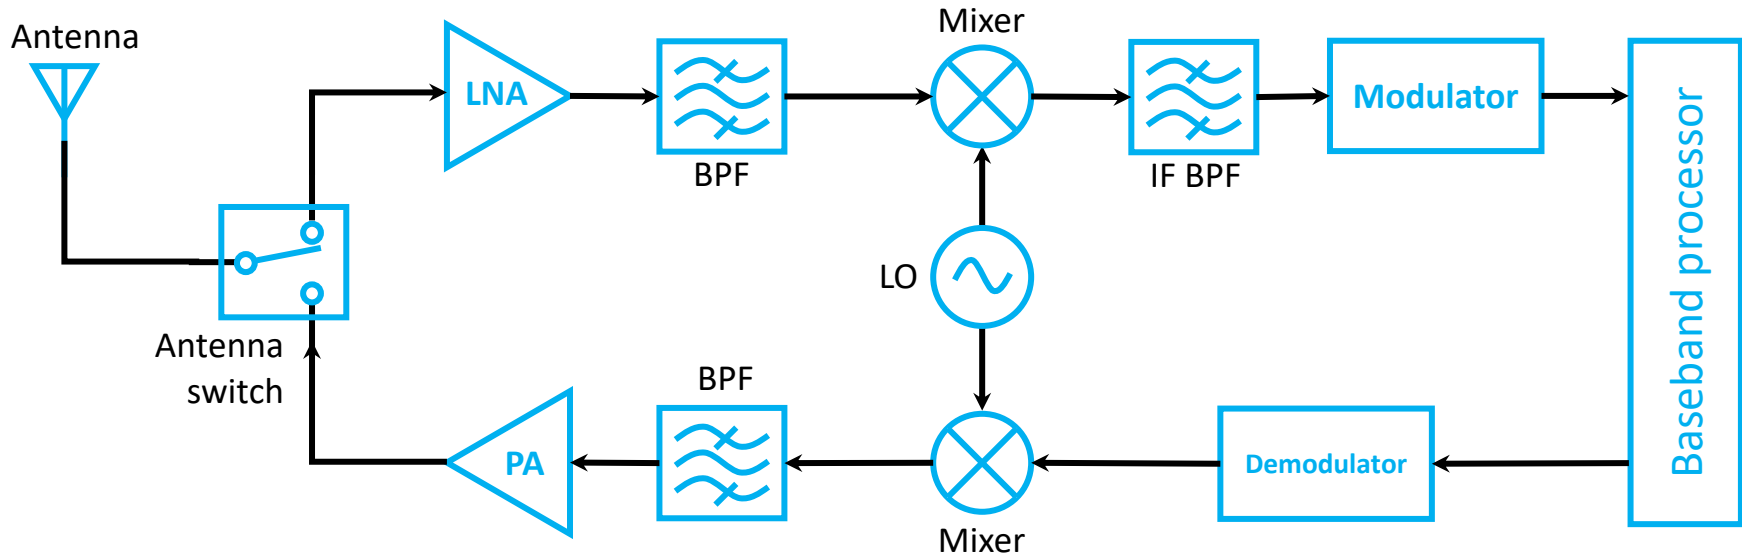 Antenna
LNA
BPF
Mixer
IF BPF
Modulator
Baseband processor
LO
Antenna
switch
PA
BPF
Mixer
Demodulator